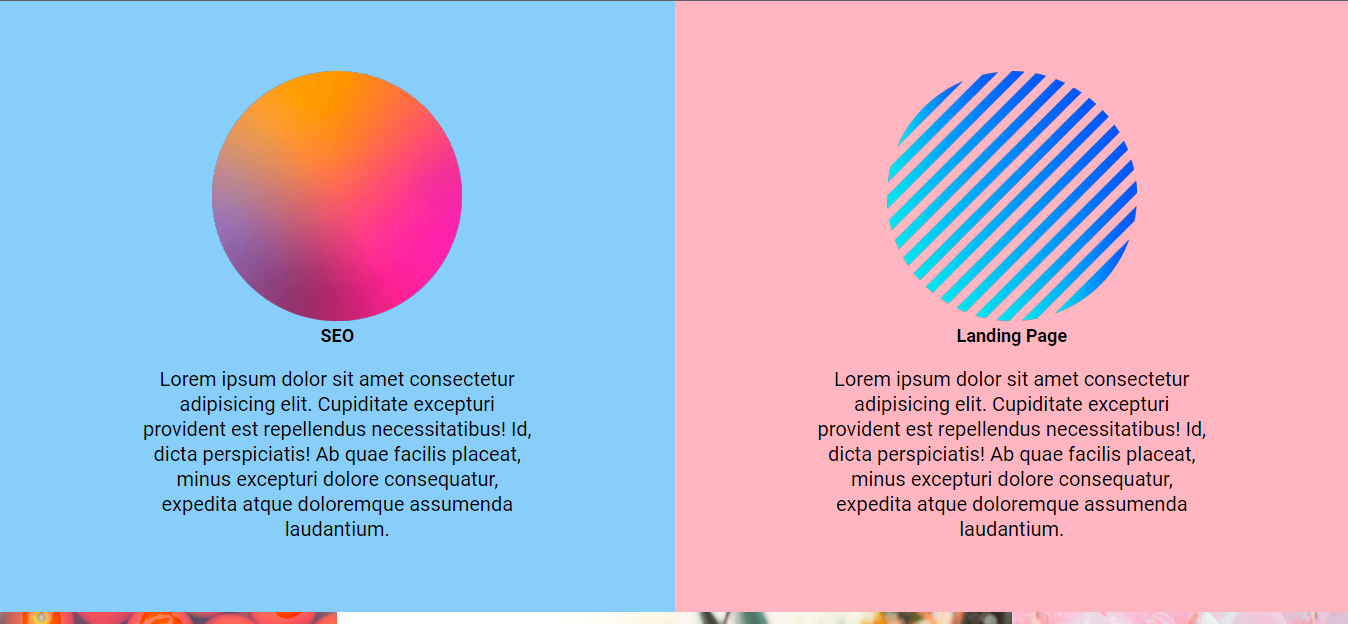 SEO
Lorem ipsum dolor sit amet consectetur
adipisicing elit. Cupiditate excepturi
provident est repellendus necessitatibus! Id,
dicta perspiciatis! Ab quae facilis placeat,
minus excepturi dolore consequatur,
expedita atque doloremque assumenda
laudantium.
Landing Page
Lorem ipsum dolor sit amet consectetur
adipisicing elit. Cupiditate excepturi
provident est repellendus necessitatibus! Id,
dicta perspiciatis! Ab quae facilis placeat,
minus excepturi dolore consequatur,
expedita atque doloremque assumenda
laudantium.